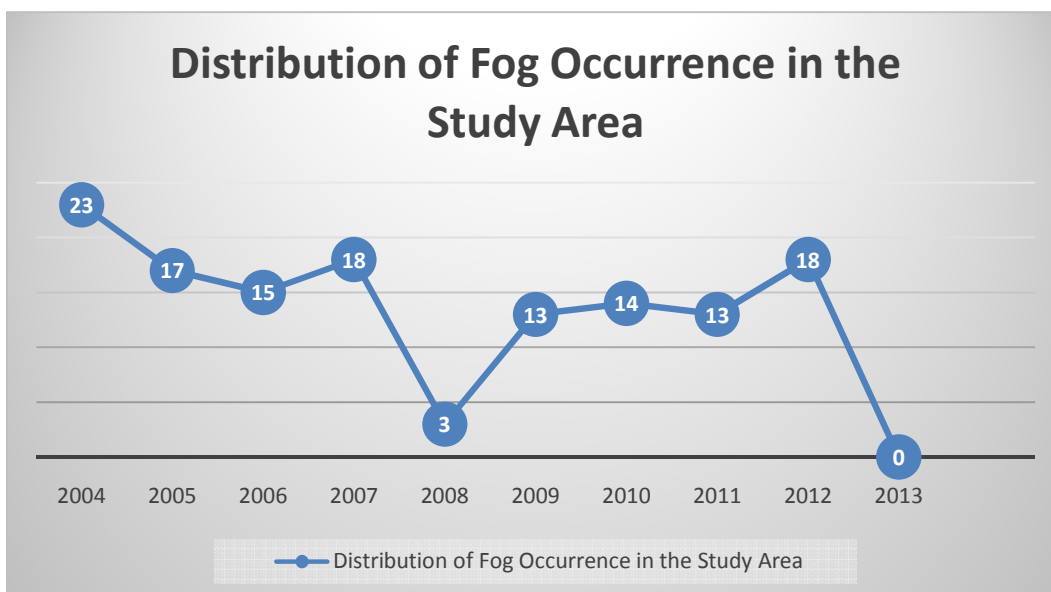 Distribution of Fog Occurrence in the
Study Area
23
17
15
18
3
13
14
13
18
0
2004 2005 2006 2007 2008 2009 2010 2011 2012 2013
Distribution of Fog Occurrence in the Study Area